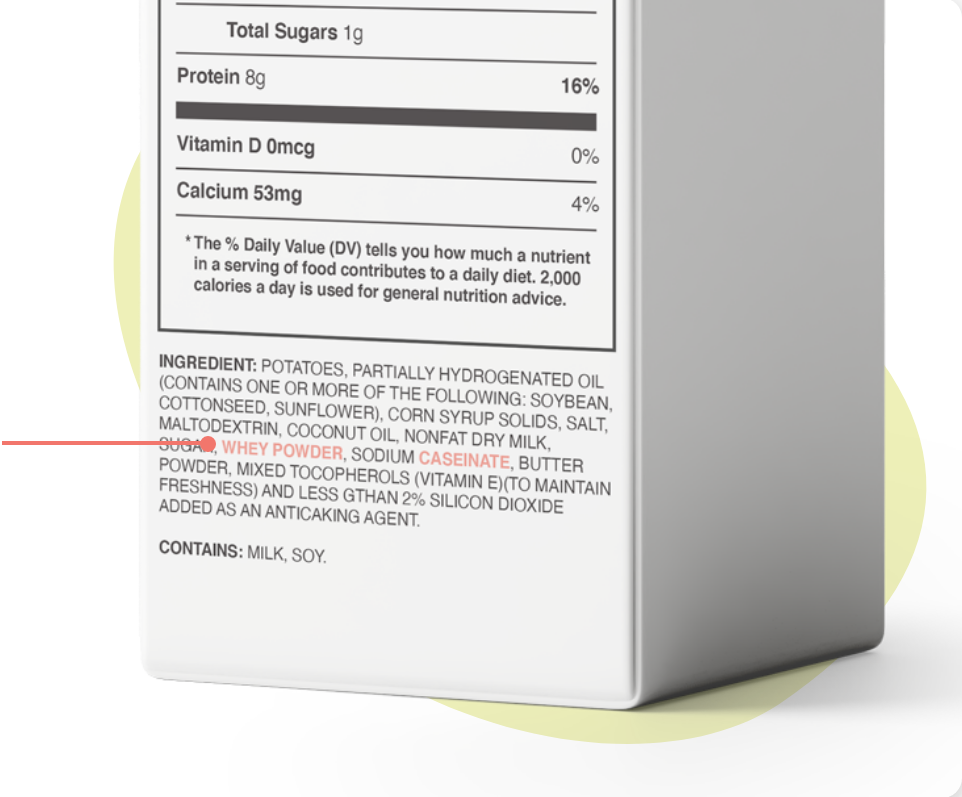 Total Sugars 1g
Protein 8g 16%
Vitamin D 0mcg 0%
Calcium 53mg 4%
* The % Daily Value (DV) tells you how much a nutrient
in a serving of food contributes to a daily diet. 2,000
calories a day is used for general nutrition advice.
INGREDIENT: POTATOES, PARTIALLY HYDROGENATED OIL
(CONTAINS ONE OR MORE OF THE FOLLOWING: SOYBEAN,
COTTONSEED, SUNFLOWER), CORN SYRUP SOLIDS, SALT,
MALTODEXTRIN, COCONUT OIL, NONFAT DRY MILK,
SUGAR, WHEY POWDER, SODIUM CASEINATE, BUTTER
POWDER, MIXED TOCOPHEROLS (VITAMIN E)(TO MAINTAIN
FRESHNESS) AND LESS GTHAN 2% SILICON DIOXIDE
ADDED AS AN ANTICAKING AGENT.
CONTAINS: MILK, SOY.